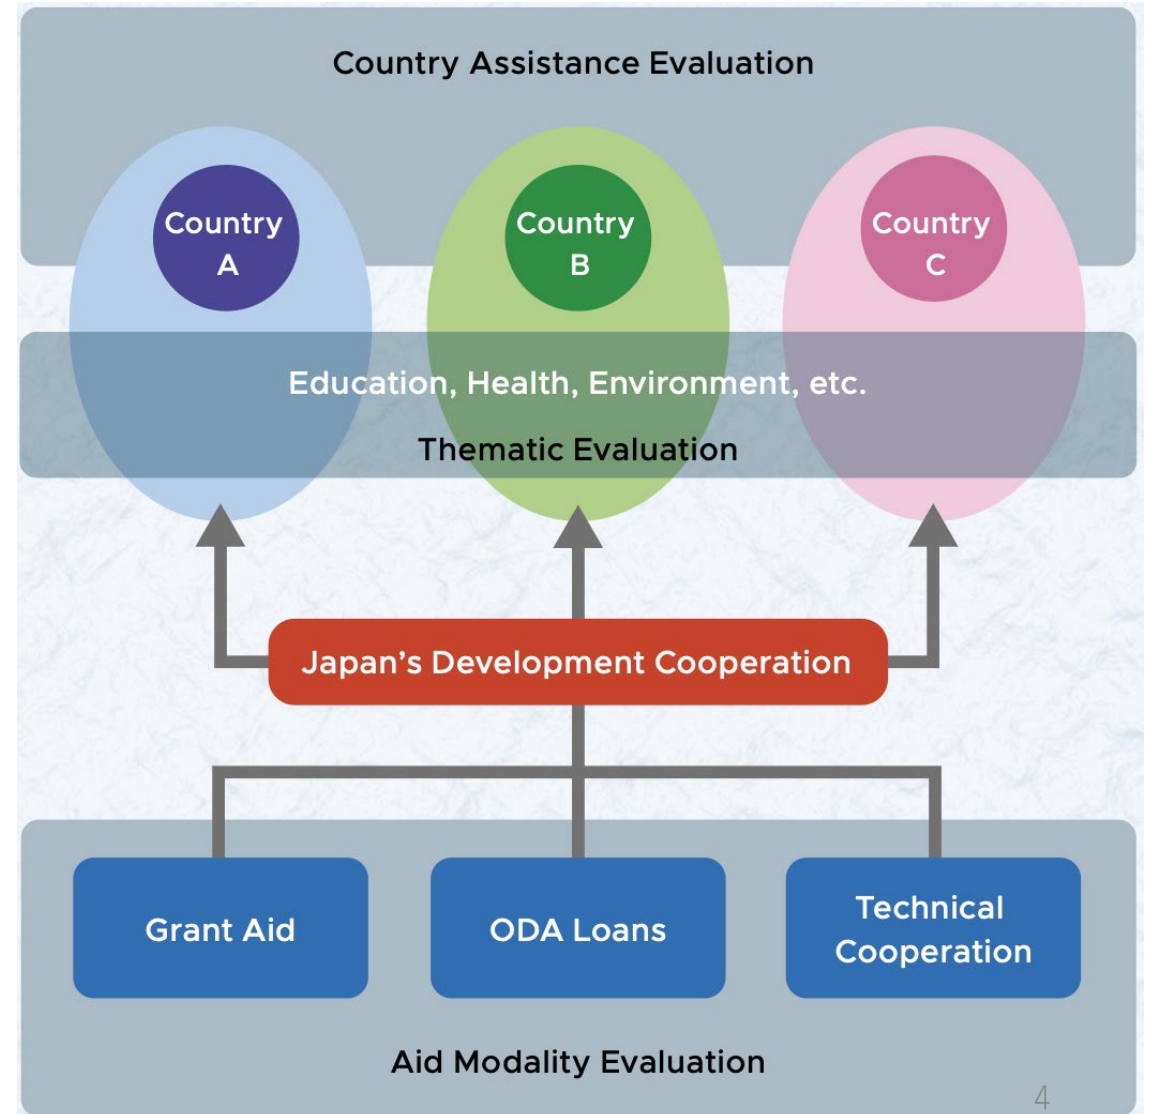 Country Assistance Evaluation
Country
A
Country
B
Country
C
Education, Health, Environment, etc.
Thematic Evaluation
Japan’s Development Cooperation
Grant Aid
ODA Loans
Technical
Cooperation
Aid Modality Evaluation
4